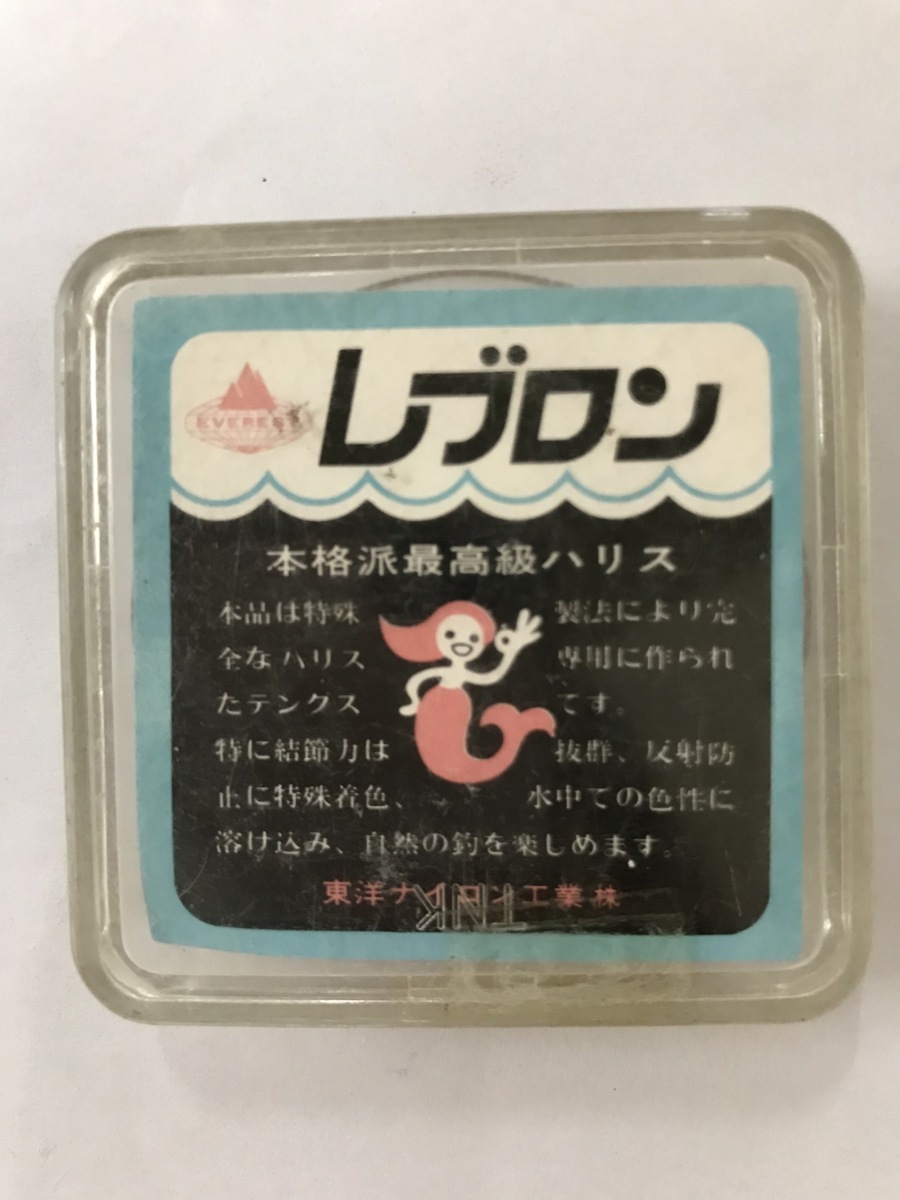 EVEREST
レブロン
本格派最高級ハリス
本品は特殊製法により完
全なハリス専用に作られ
たテングスです。
特に結節力は抜群、反射防
止に特殊着色、水中での色性に
溶け込み、自然の釣を楽しめます。
東洋ナイロン工業株
TNK